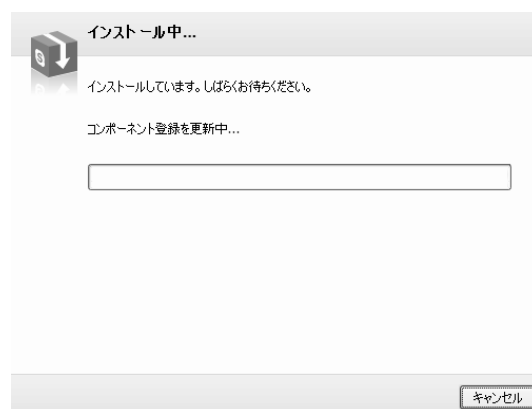 インストール中...
インストールしています。しばらくお待ちください。
コンポーネント登録を更新中...
キャンセル